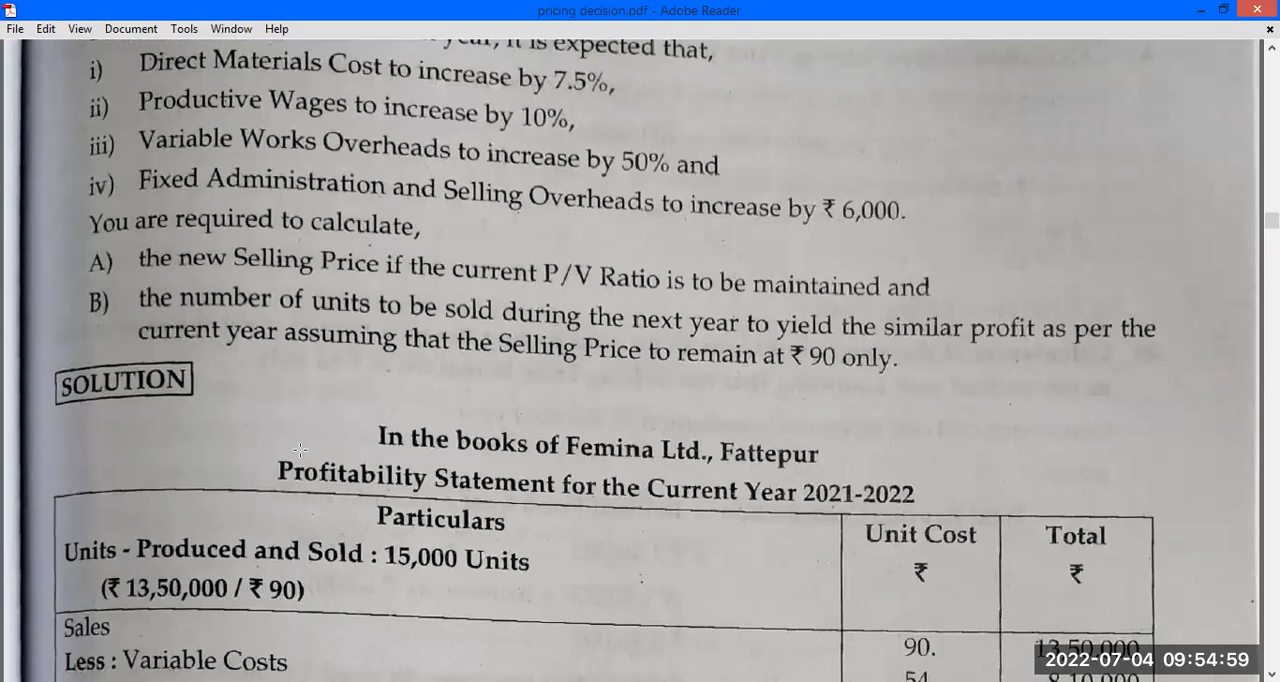 pricing decision.pdf - Adobe Reader
File Edit View Document Tools Window Help
it is expected that,
i) Direct Materials Cost to increase by 7.5%,
ii) Productive Wages to increase by 10%,
iii) Variable Works Overheads to increase by 50% and
iv) Fixed Administration and Selling Overheads to increase by ₹ 6,000.
You are required to calculate,
A) the new Selling Price if the current P/V Ratio is to be maintained and
B) the number of units to be sold during the next year to yield the similar profit as per the
current year assuming that the Selling Price to remain at ₹ 90 only.
SOLUTION
In the books of Femina Ltd., Fattepur
Profitability Statement for the Current Year 2021-2022
Particulars Unit Cost Total
Units - Produced and Sold : 15,000 Units ₹ ₹
(₹ 13,50,000 / ₹ 90)
Sales 90. 13,50,000
Less : Variable Costs 54
2022-07-04 09:54:59